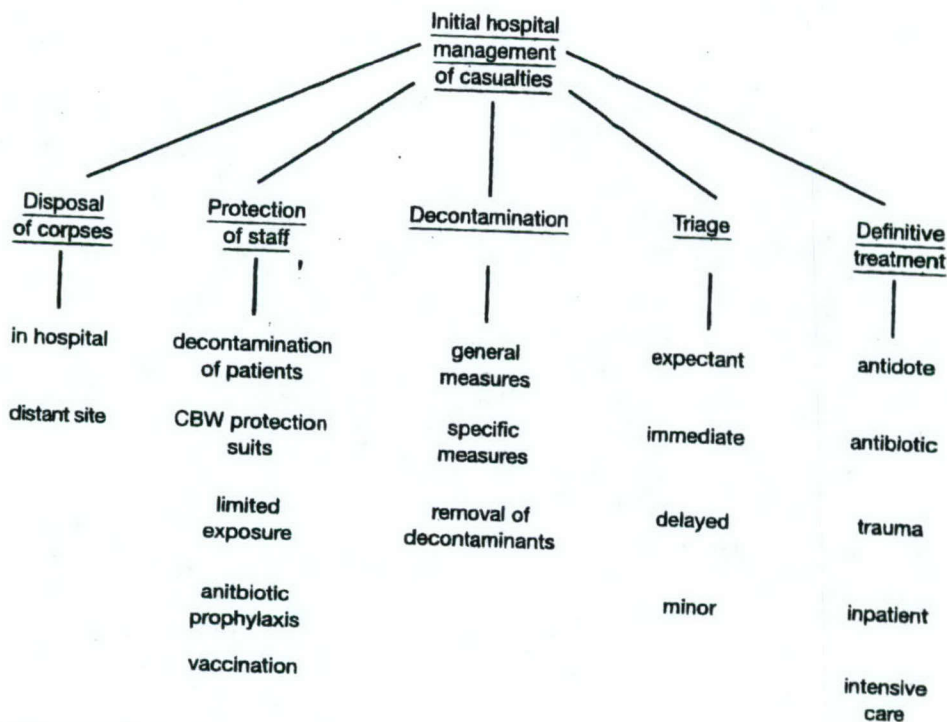 Initial hospital
management
of casualties
Disposal
of corpses
in hospital
distant site
Protection
of staff
decontamination
of patients
CBW protection
suits
limited
exposure
anitbiotic
prophylaxis
vaccination
Decontamination
general
measures
specific
measures
removal of
decontaminants
Triage
expectant
immediate
delayed
minor
Definitive
treatment
antidote
antibiotic
trauma
inpatient
intensive
care